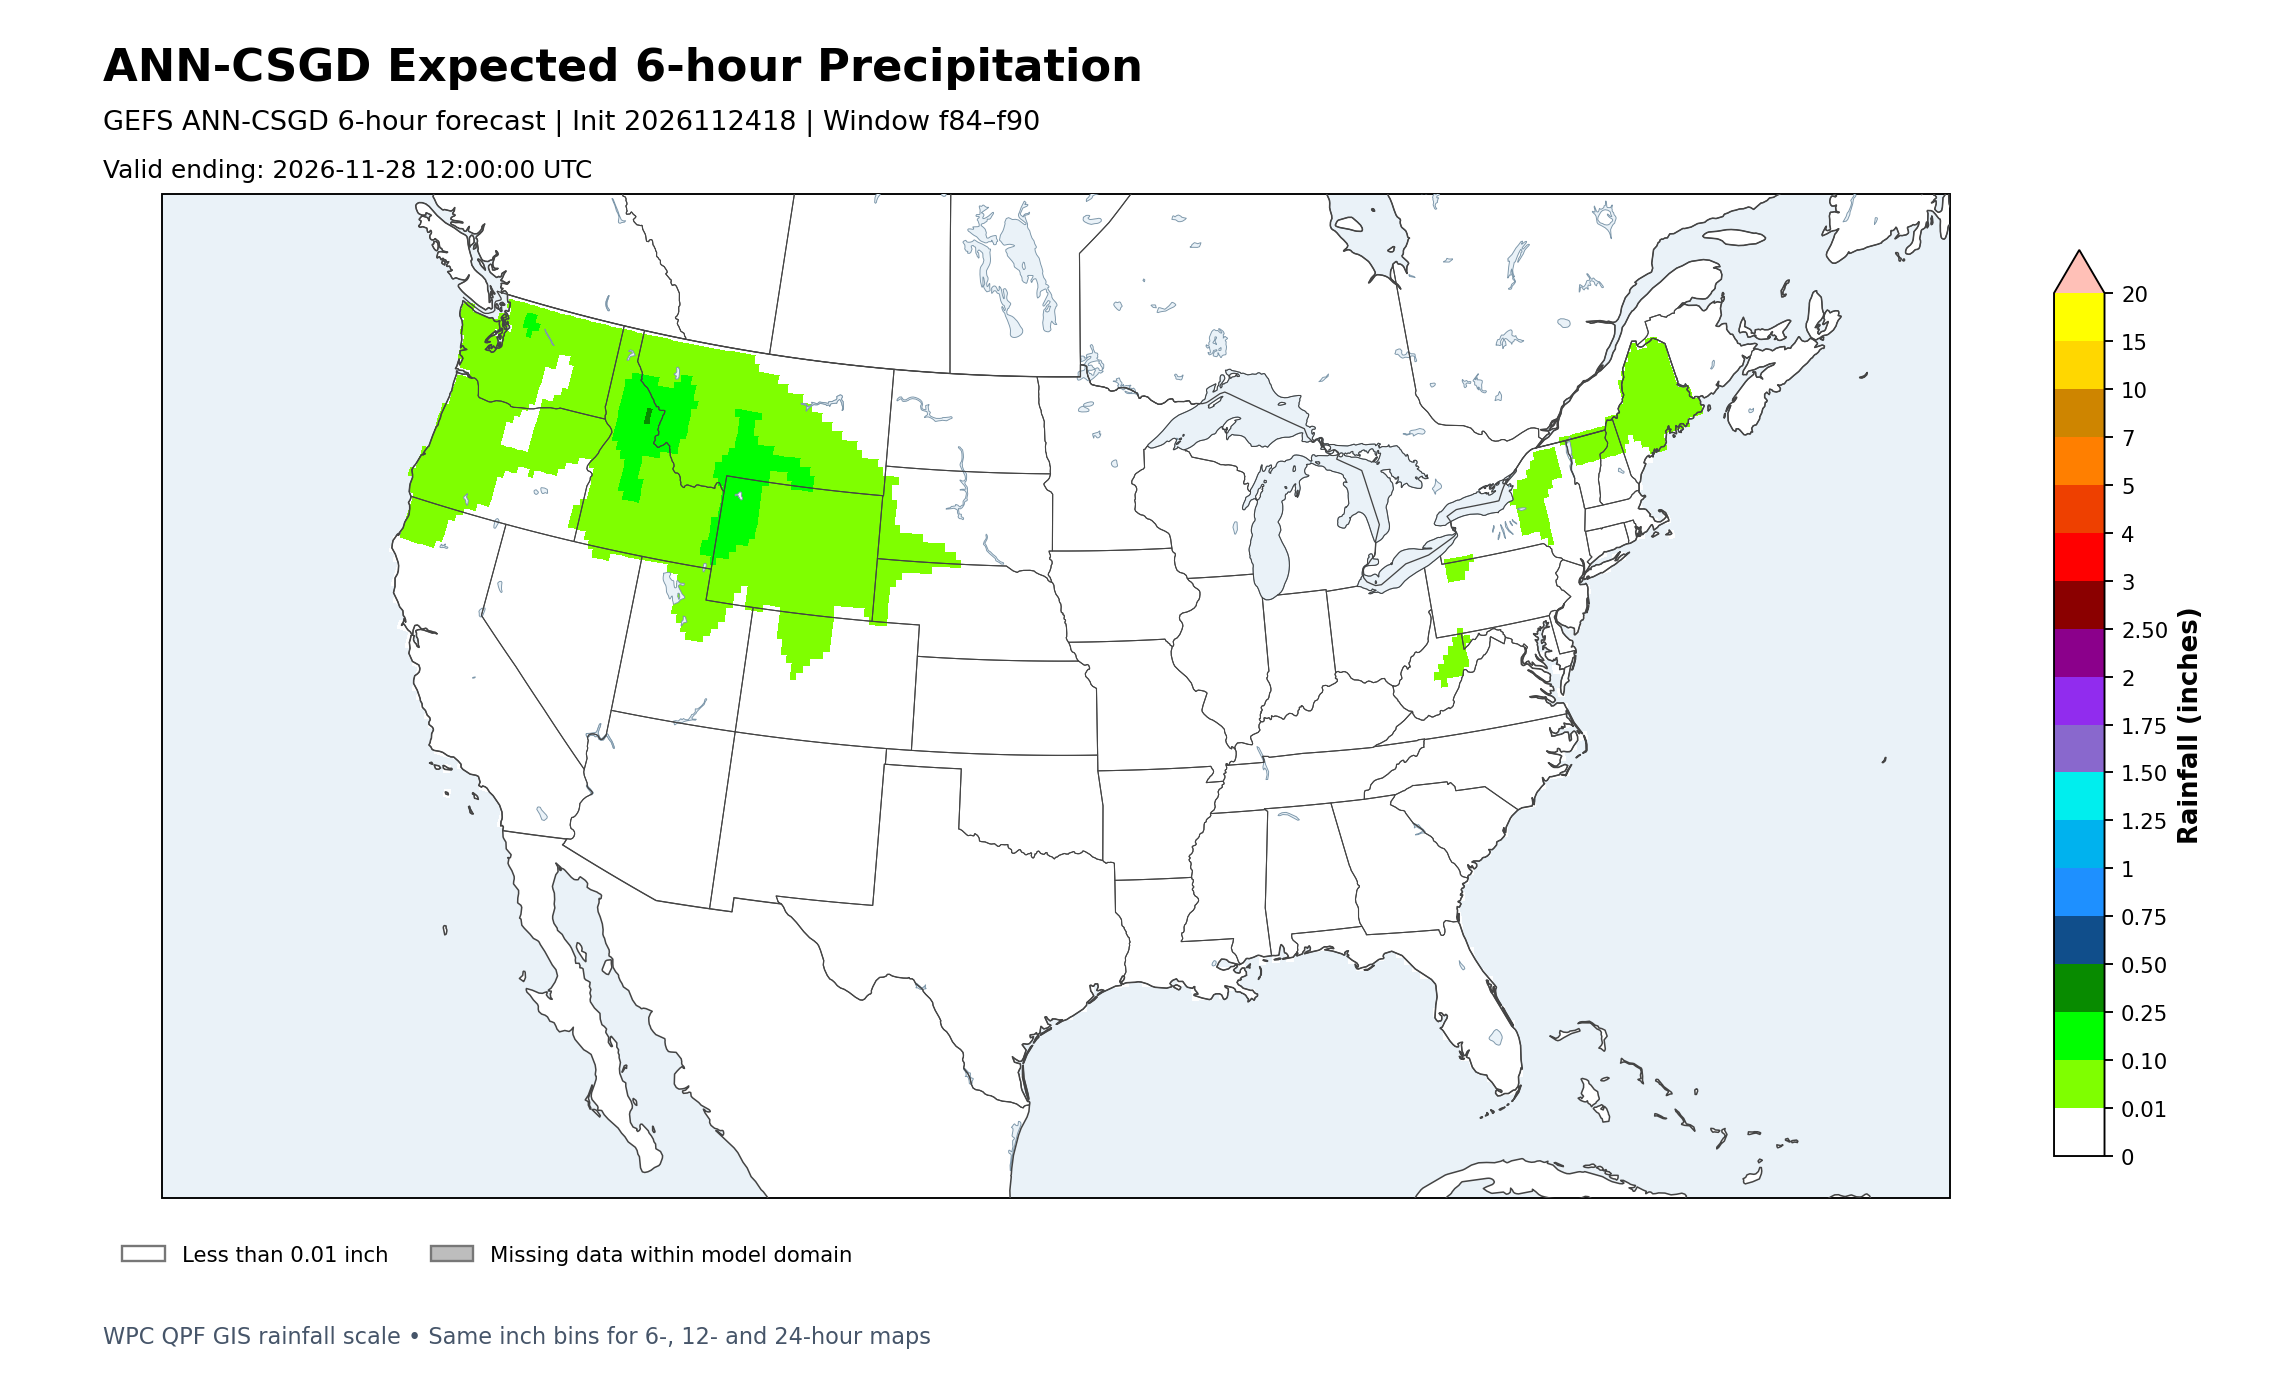 ANN-CSGD Expected 6-hour Precipitation
GEFS ANN-CSGD 6-hour forecast | Init 2026112418 | Window f84–f90
Valid ending: 2026-11-28 12:00:00 UTC
20
15
10
7
5
4
3
2.50
2
1.75
1.50
1.25
1
0.75
0.50
0.25
0.10
0.01
0
Rainfall (inches)
Less than 0.01 inch
Missing data within model domain
WPC QPF GIS rainfall scale • Same inch bins for 6-, 12- and 24-hour maps